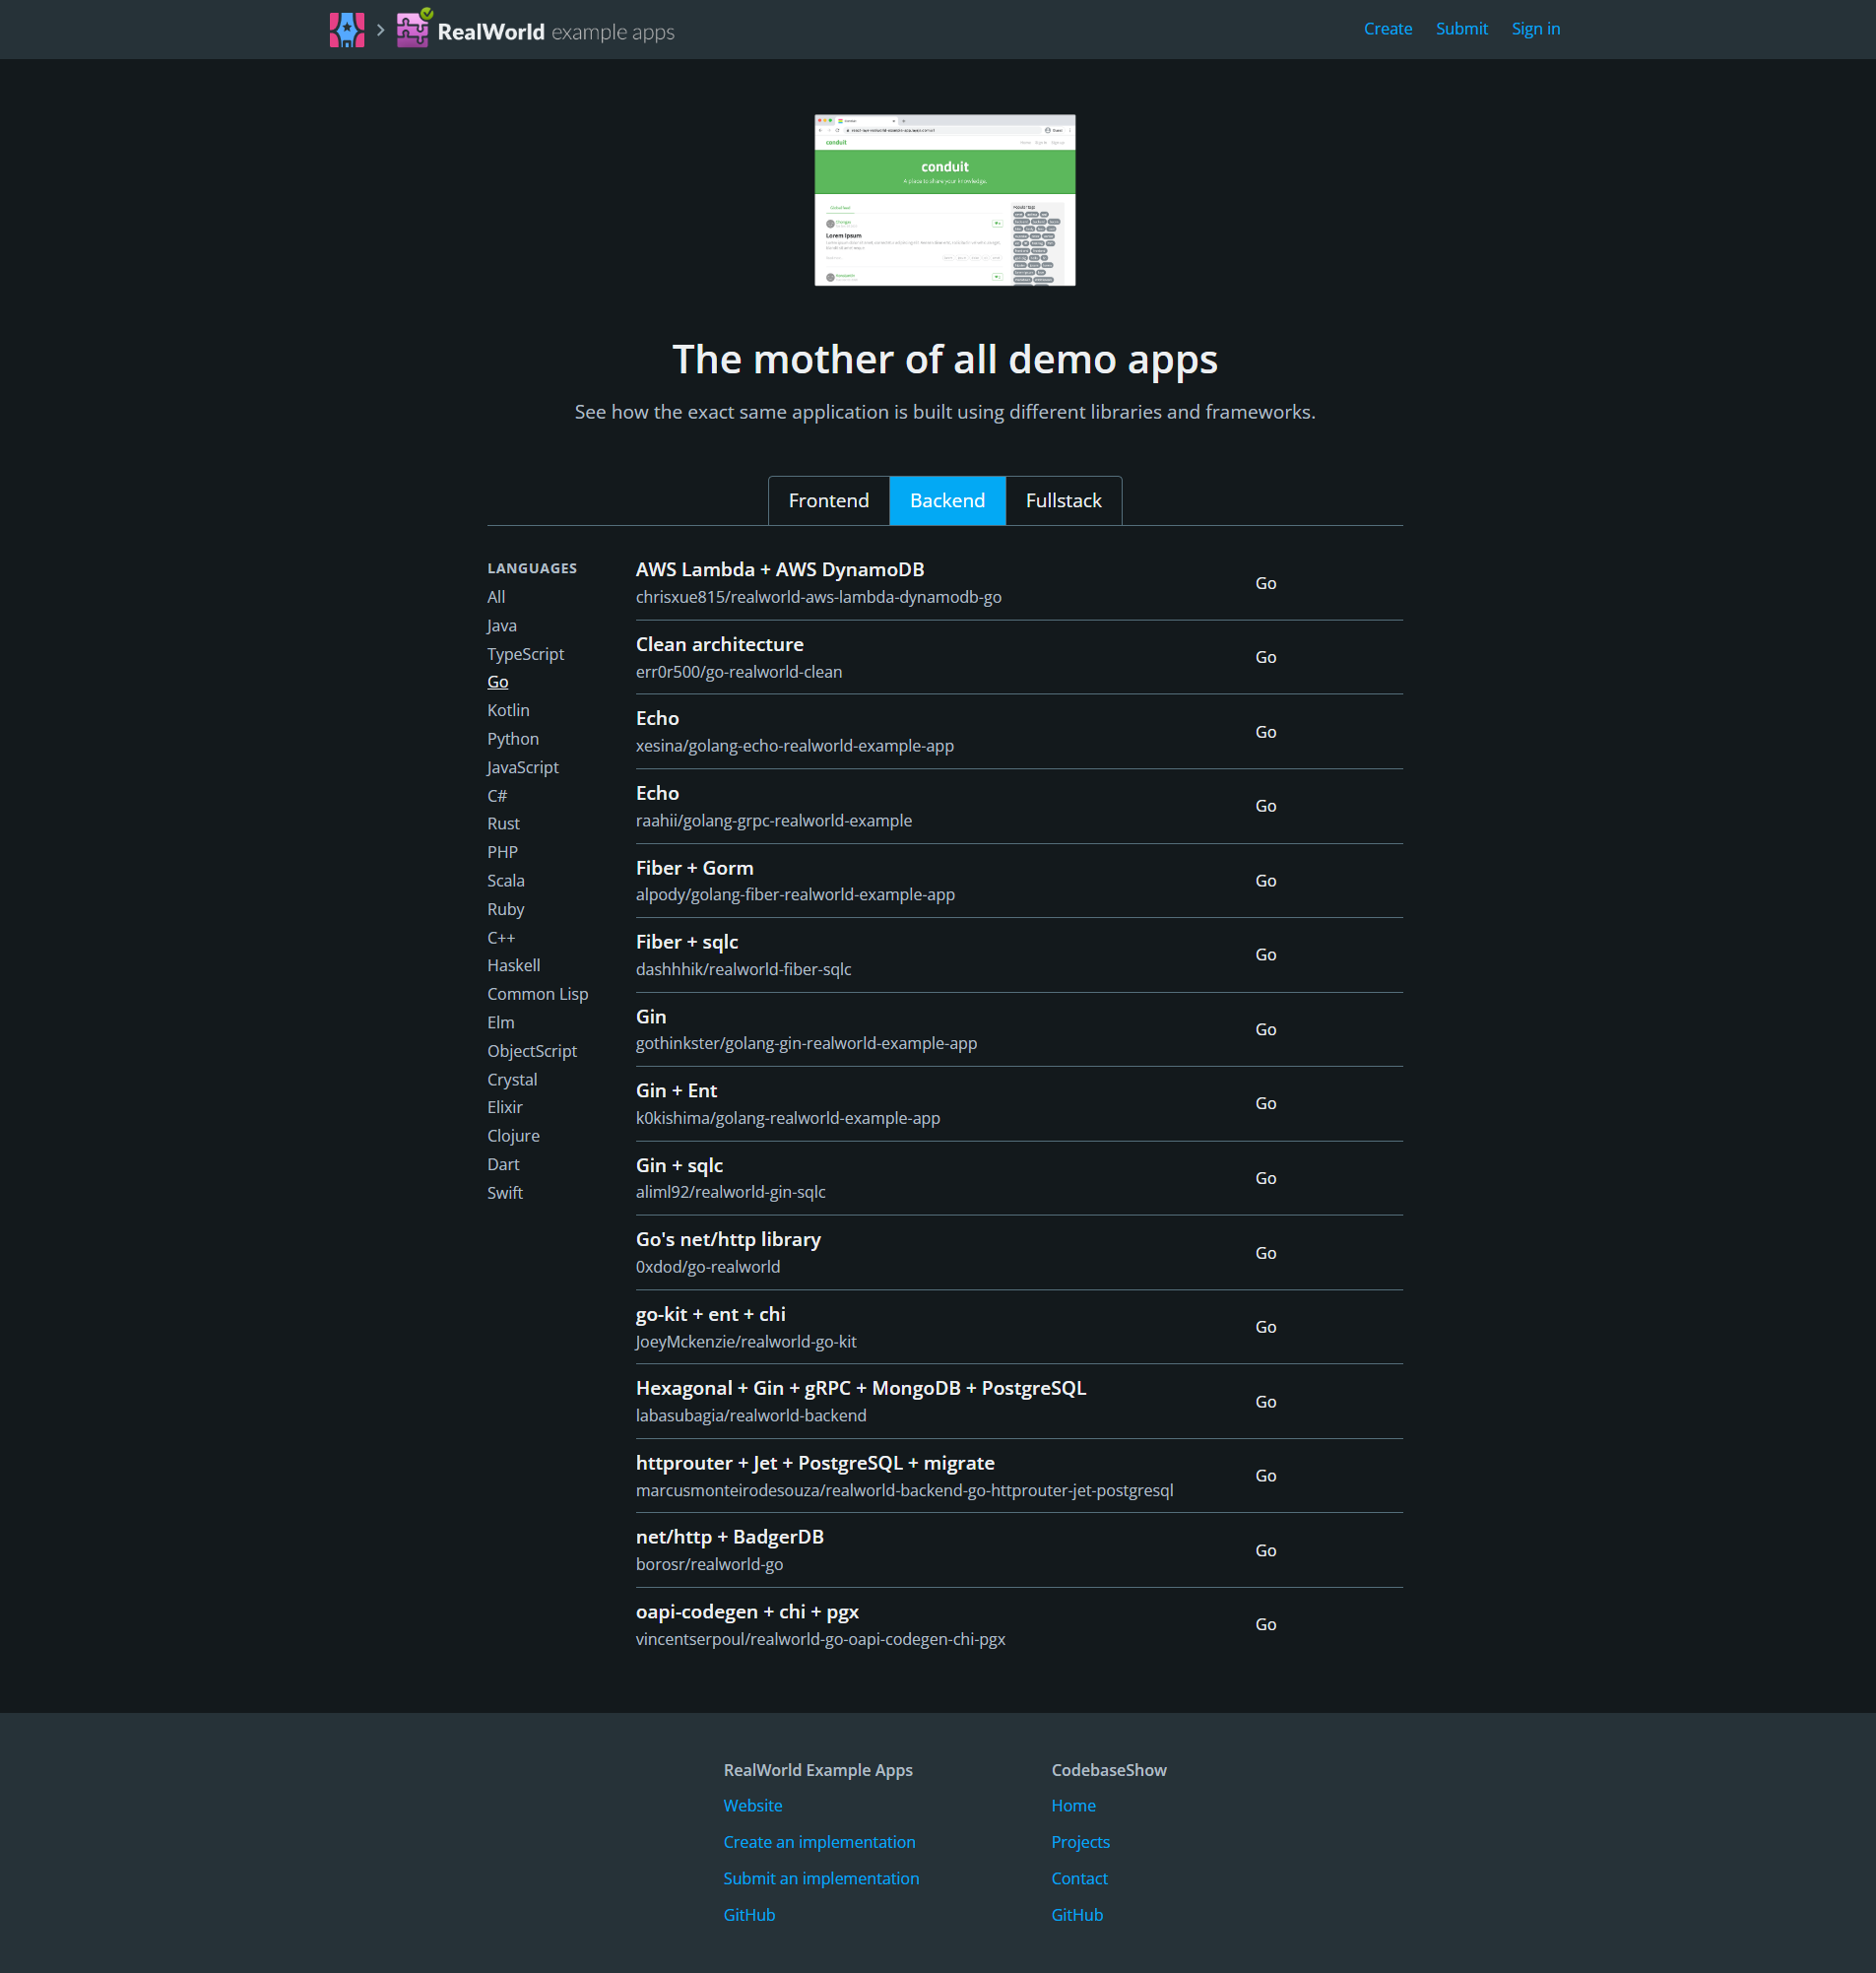 RealWorld example apps
Create Submit Sign in
conduit
conduit
A place to share your knowledge.
Lorem Ipsum
The mother of all demo apps
See how the exact same application is built using different libraries and frameworks.
Frontend Backend Fullstack
LANGUAGES
All
Java
TypeScript
Go
Kotlin
Python
JavaScript
C#
Rust
PHP
Scala
Ruby
C++
Haskell
Common Lisp
Elm
ObjectScript
Crystal
Elixir
Clojure
Dart
Swift
AWS Lambda + AWS DynamoDB
chrisxue815/realworld-aws-lambda-dynamodb-go
Go
Clean architecture
err0r500/go-realworld-clean
Go
Echo
xesina/golang-echo-realworld-example-app
Go
Echo
raahii/golang-grpc-realworld-example
Go
Fiber + Gorm
alpody/golang-fiber-realworld-example-app
Go
Fiber + sqlc
dashhhik/realworld-fiber-sqlc
Go
Gin
gothinkster/golang-gin-realworld-example-app
Go
Gin + Ent
k0kishima/golang-realworld-example-app
Go
Gin + sqlc
aliml92/realworld-gin-sqlc
Go
Go's net/http library
0xdod/go-realworld
Go
go-kit + ent + chi
JoeyMckenzie/realworld-go-kit
Go
Hexagonal + Gin + gRPC + MongoDB + PostgreSQL
labasubagia/realworld-backend
Go
httprouter + Jet + PostgreSQL + migrate
marcusmonteirodesouza/realworld-backend-go-httprouter-jet-postgresql
Go
net/http + BadgerDB
borosr/realworld-go
Go
oapi-codegen + chi + pgx
vincentserpoul/realworld-go-oapi-codegen-chi-pgx
Go
RealWorld Example Apps
Website
Create an implementation
Submit an implementation
GitHub
CodebaseShow
Home
Projects
Contact
GitHub